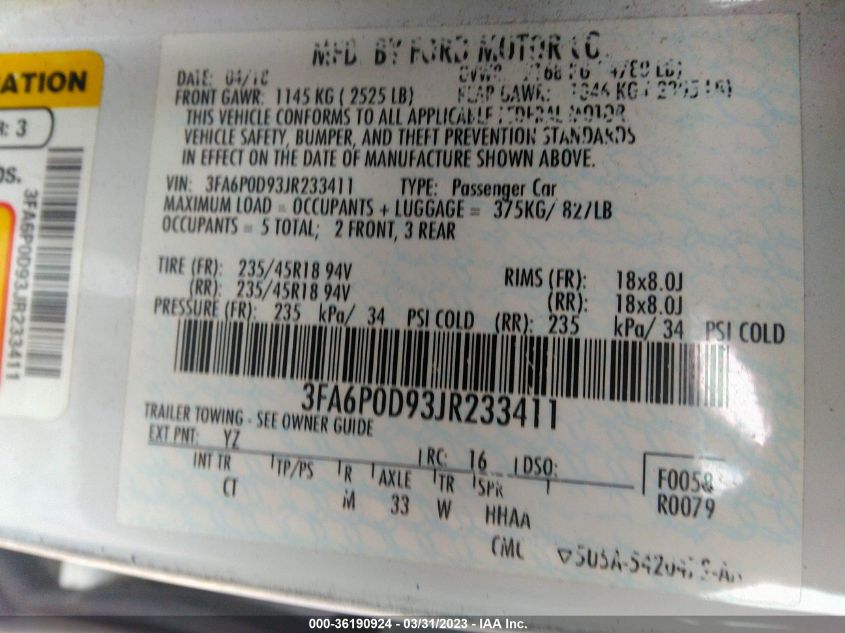 MFD. BY FORD MOTOR CO.
DATE: 04/18
FRONT GAWR: 1145 KG ( 2525 LB) REAR GAWR: KG
THIS VEHICLE CONFORMS TO ALL APPLICABLE FEDERAL MOTOR
VEHICLE SAFETY, BUMPER, AND THEFT PREVENTION STANDARDS
IN EFFECT ON THE DATE OF MANUFACTURE SHOWN ABOVE.
VIN: 3FA6P0D93JR233411 TYPE: Passenger Car
MAXIMUM LOAD = OCCUPANTS + LUGGAGE = 375KG/ 827LB
OCCUPANTS = 5 TOTAL; 2 FRONT, 3 REAR
TIRE (FR): 235/45R18 94V RIMS (FR): 18x8.0J
(RR): 235/45R18 94V (RR): 18x8.0J
PRESSURE (FR): 235 kPa/ 34 PSI COLD (RR): 235 kPa/ 34 PSI COLD
3FA6P0D93JR233411
TRAILER TOWING - SEE OWNER GUIDE
EXT PNT: YZ RC: 16 DSO:
INT TR TP/PS R AXLE TR SPR
CT M 33 W HHAA
F0058
R0079
CMC
ATION
R: 3
3FA6P0D93JR233411
000-36190924 - 03/31/2023 - IAA Inc.